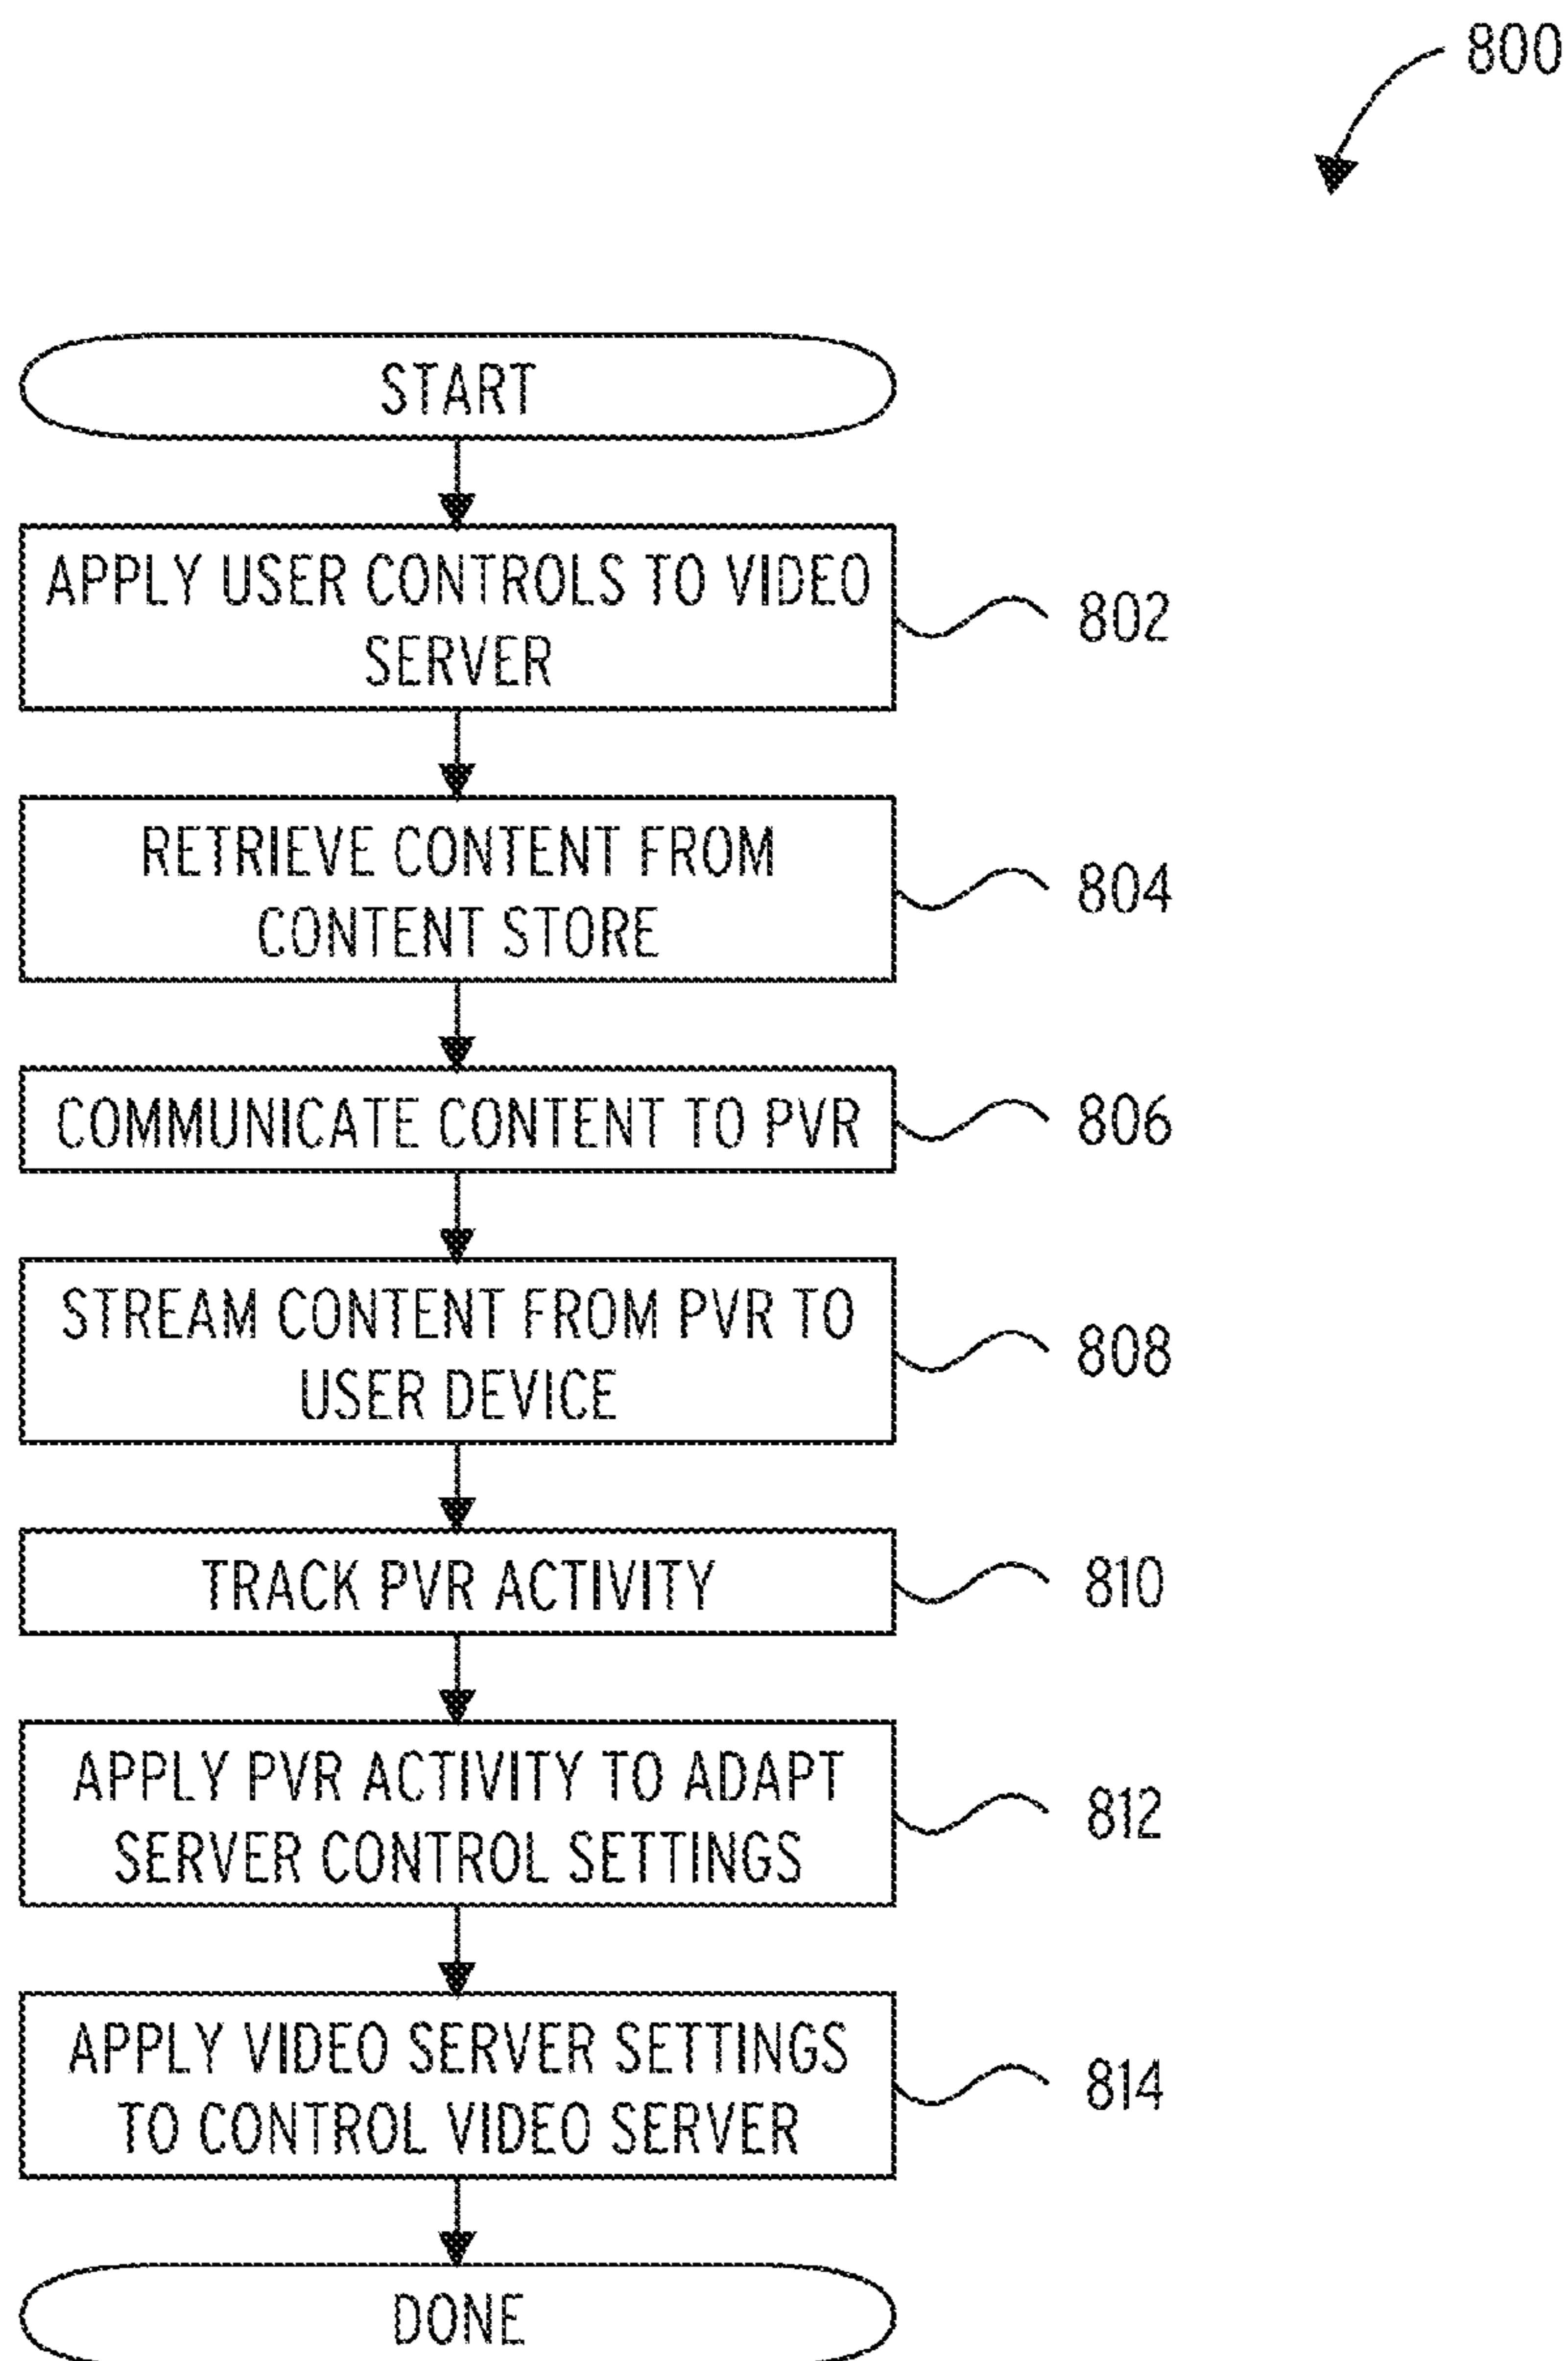 800
START
APPLY USER CONTROLS TO VIDEO
SERVER
802
RETRIEVE CONTENT FROM
CONTENT STORE
804
COMMUNICATE CONTENT TO PVR
806
STREAM CONTENT FROM PVR TO
USER DEVICE
808
TRACK PVR ACTIVITY
810
APPLY PVR ACTIVITY TO ADAPT
SERVER CONTROL SETTINGS
812
APPLY VIDEO SERVER SETTINGS
TO CONTROL VIDEO SERVER
814
DONE